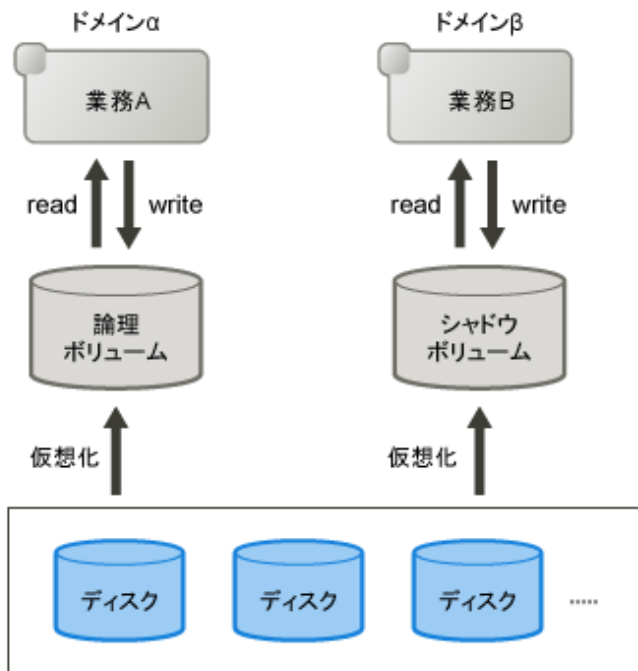 ドメインα
ドメインβ
業務A
業務B
read
write
read
write
論理
ボリューム
シャドウ
ボリューム
仮想化
仮想化
ディスク
ディスク
ディスク
.....